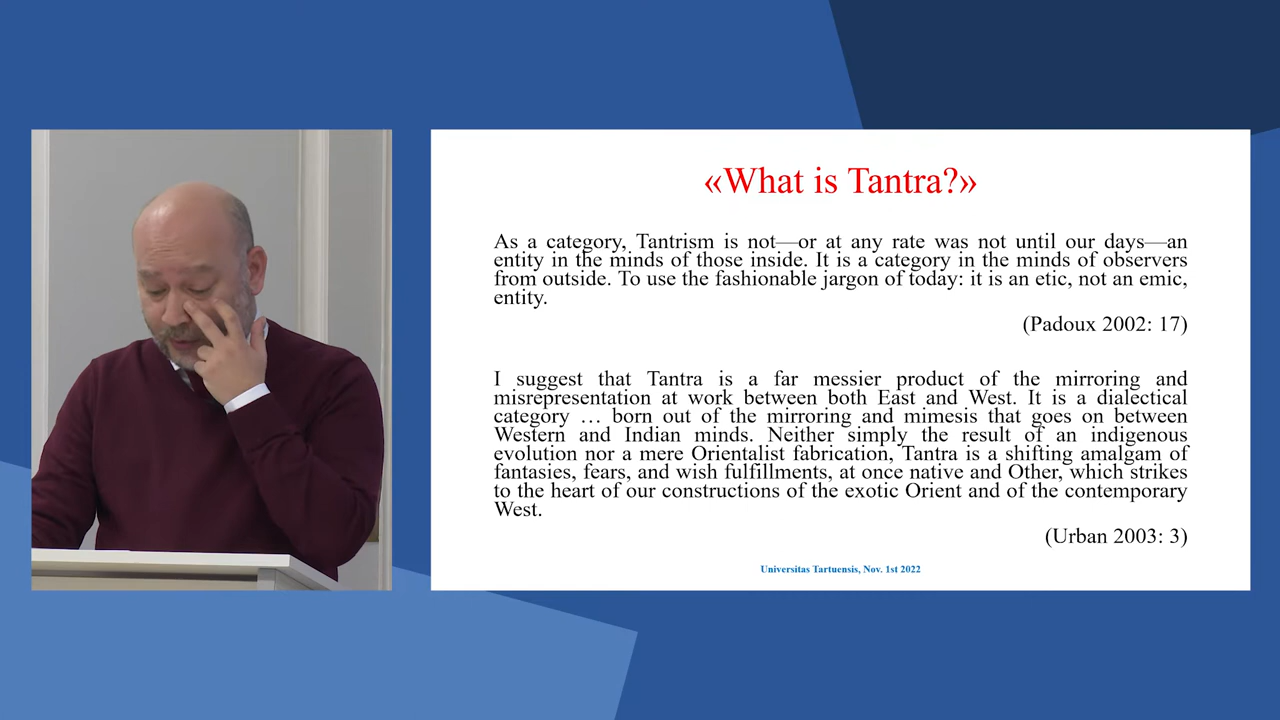 «What is Tantra?»
As a category, Tantrism is not—or at any rate was not until our days—an
entity in the minds of those inside. It is a category in the minds of observers
from outside. To use the fashionable jargon of today: it is an etic, not an emic,
entity.
(Padoux 2002: 17)
I suggest that Tantra is a far messier product of the mirroring and
misrepresentation at work between both East and West. It is a dialectical
category … born out of the mirroring and mimesis that goes on between
Western and Indian minds. Neither simply the result of an indigenous
evolution nor a mere Orientalist fabrication, Tantra is a shifting amalgam of
fantasies, fears, and wish fulfillments, at once native and Other, which strikes
to the heart of our constructions of the exotic Orient and of the contemporary
West.
(Urban 2003: 3)
Universitas Tartuensis, Nov. 1st 2022